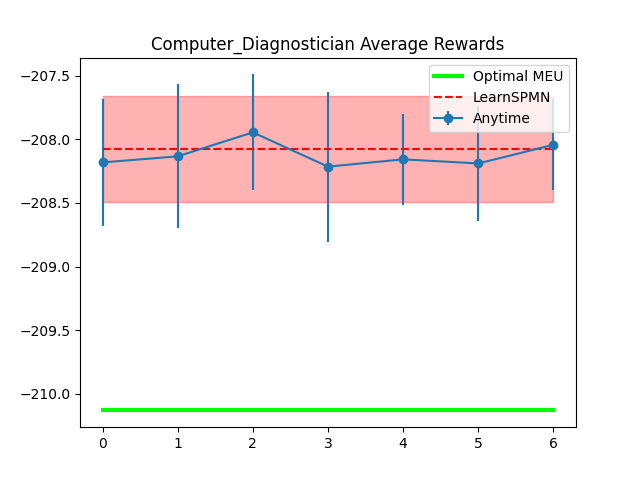 Computer_Diagnostician Average Rewards
Optimal MEU
LearnSPMN
Anytime
−207.5
−208.0
−208.5
−209.0
−209.5
−210.0
0 1 2 3 4 5 6